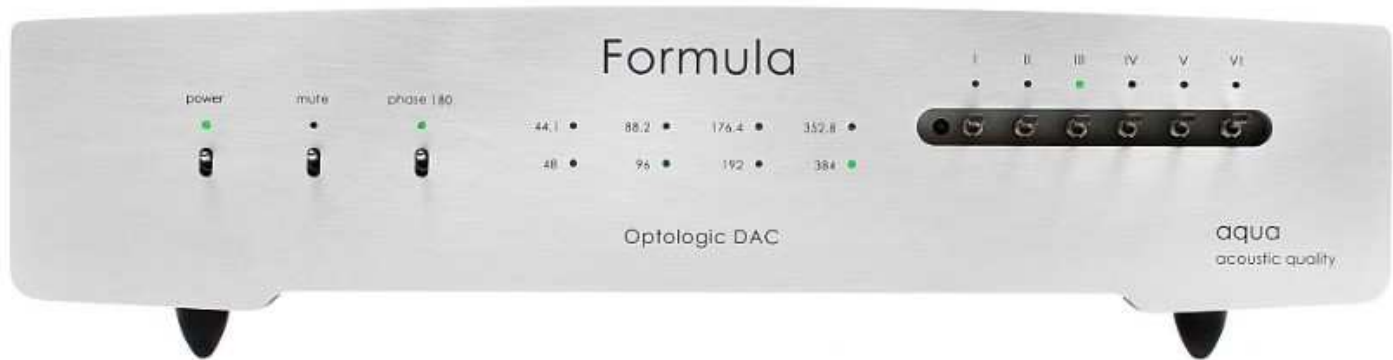 Formula
I II III IV V VI
power mute phase 180
44.1 88.2 176.4 352.8
48 96 192 384
Optologic DAC
aqua
acoustic quality